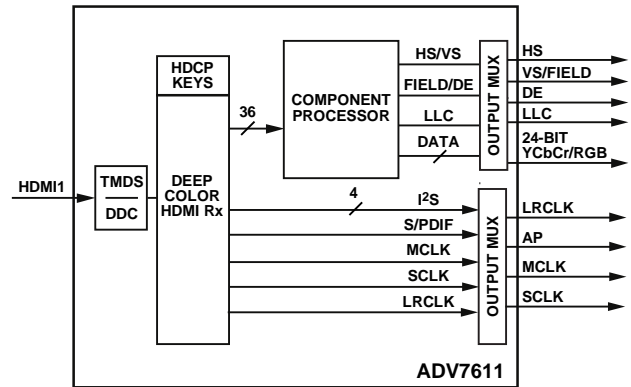 HDMI1
TMDS
DDC
HDCP
KEYS
DEEP
COLOR
HDMI Rx
36
COMPONENT
PROCESSOR
HS/VS
FIELD/DE
LLC
DATA
OUTPUT MUX
HS
VS/FIELD
DE
LLC
24-BIT
YCbCr/RGB
4
I²S
S/PDIF
MCLK
SCLK
LRCLK
OUTPUT MUX
LRCLK
AP
MCLK
SCLK
ADV7611